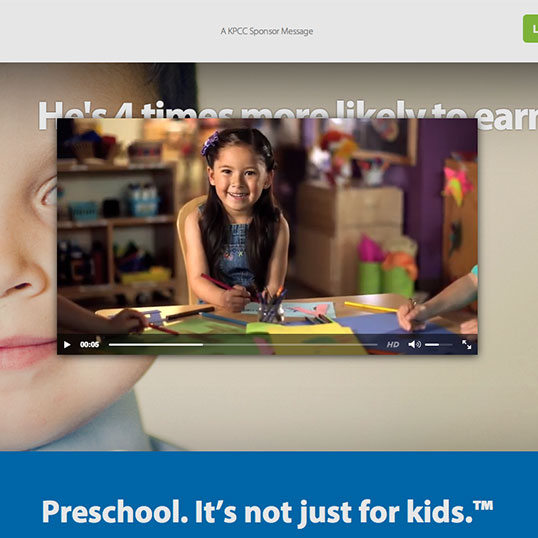 A KPCC Sponsor Message
L
He's 4 times more likely to earn
00:05
HD
Preschool. It’s not just for kids.™